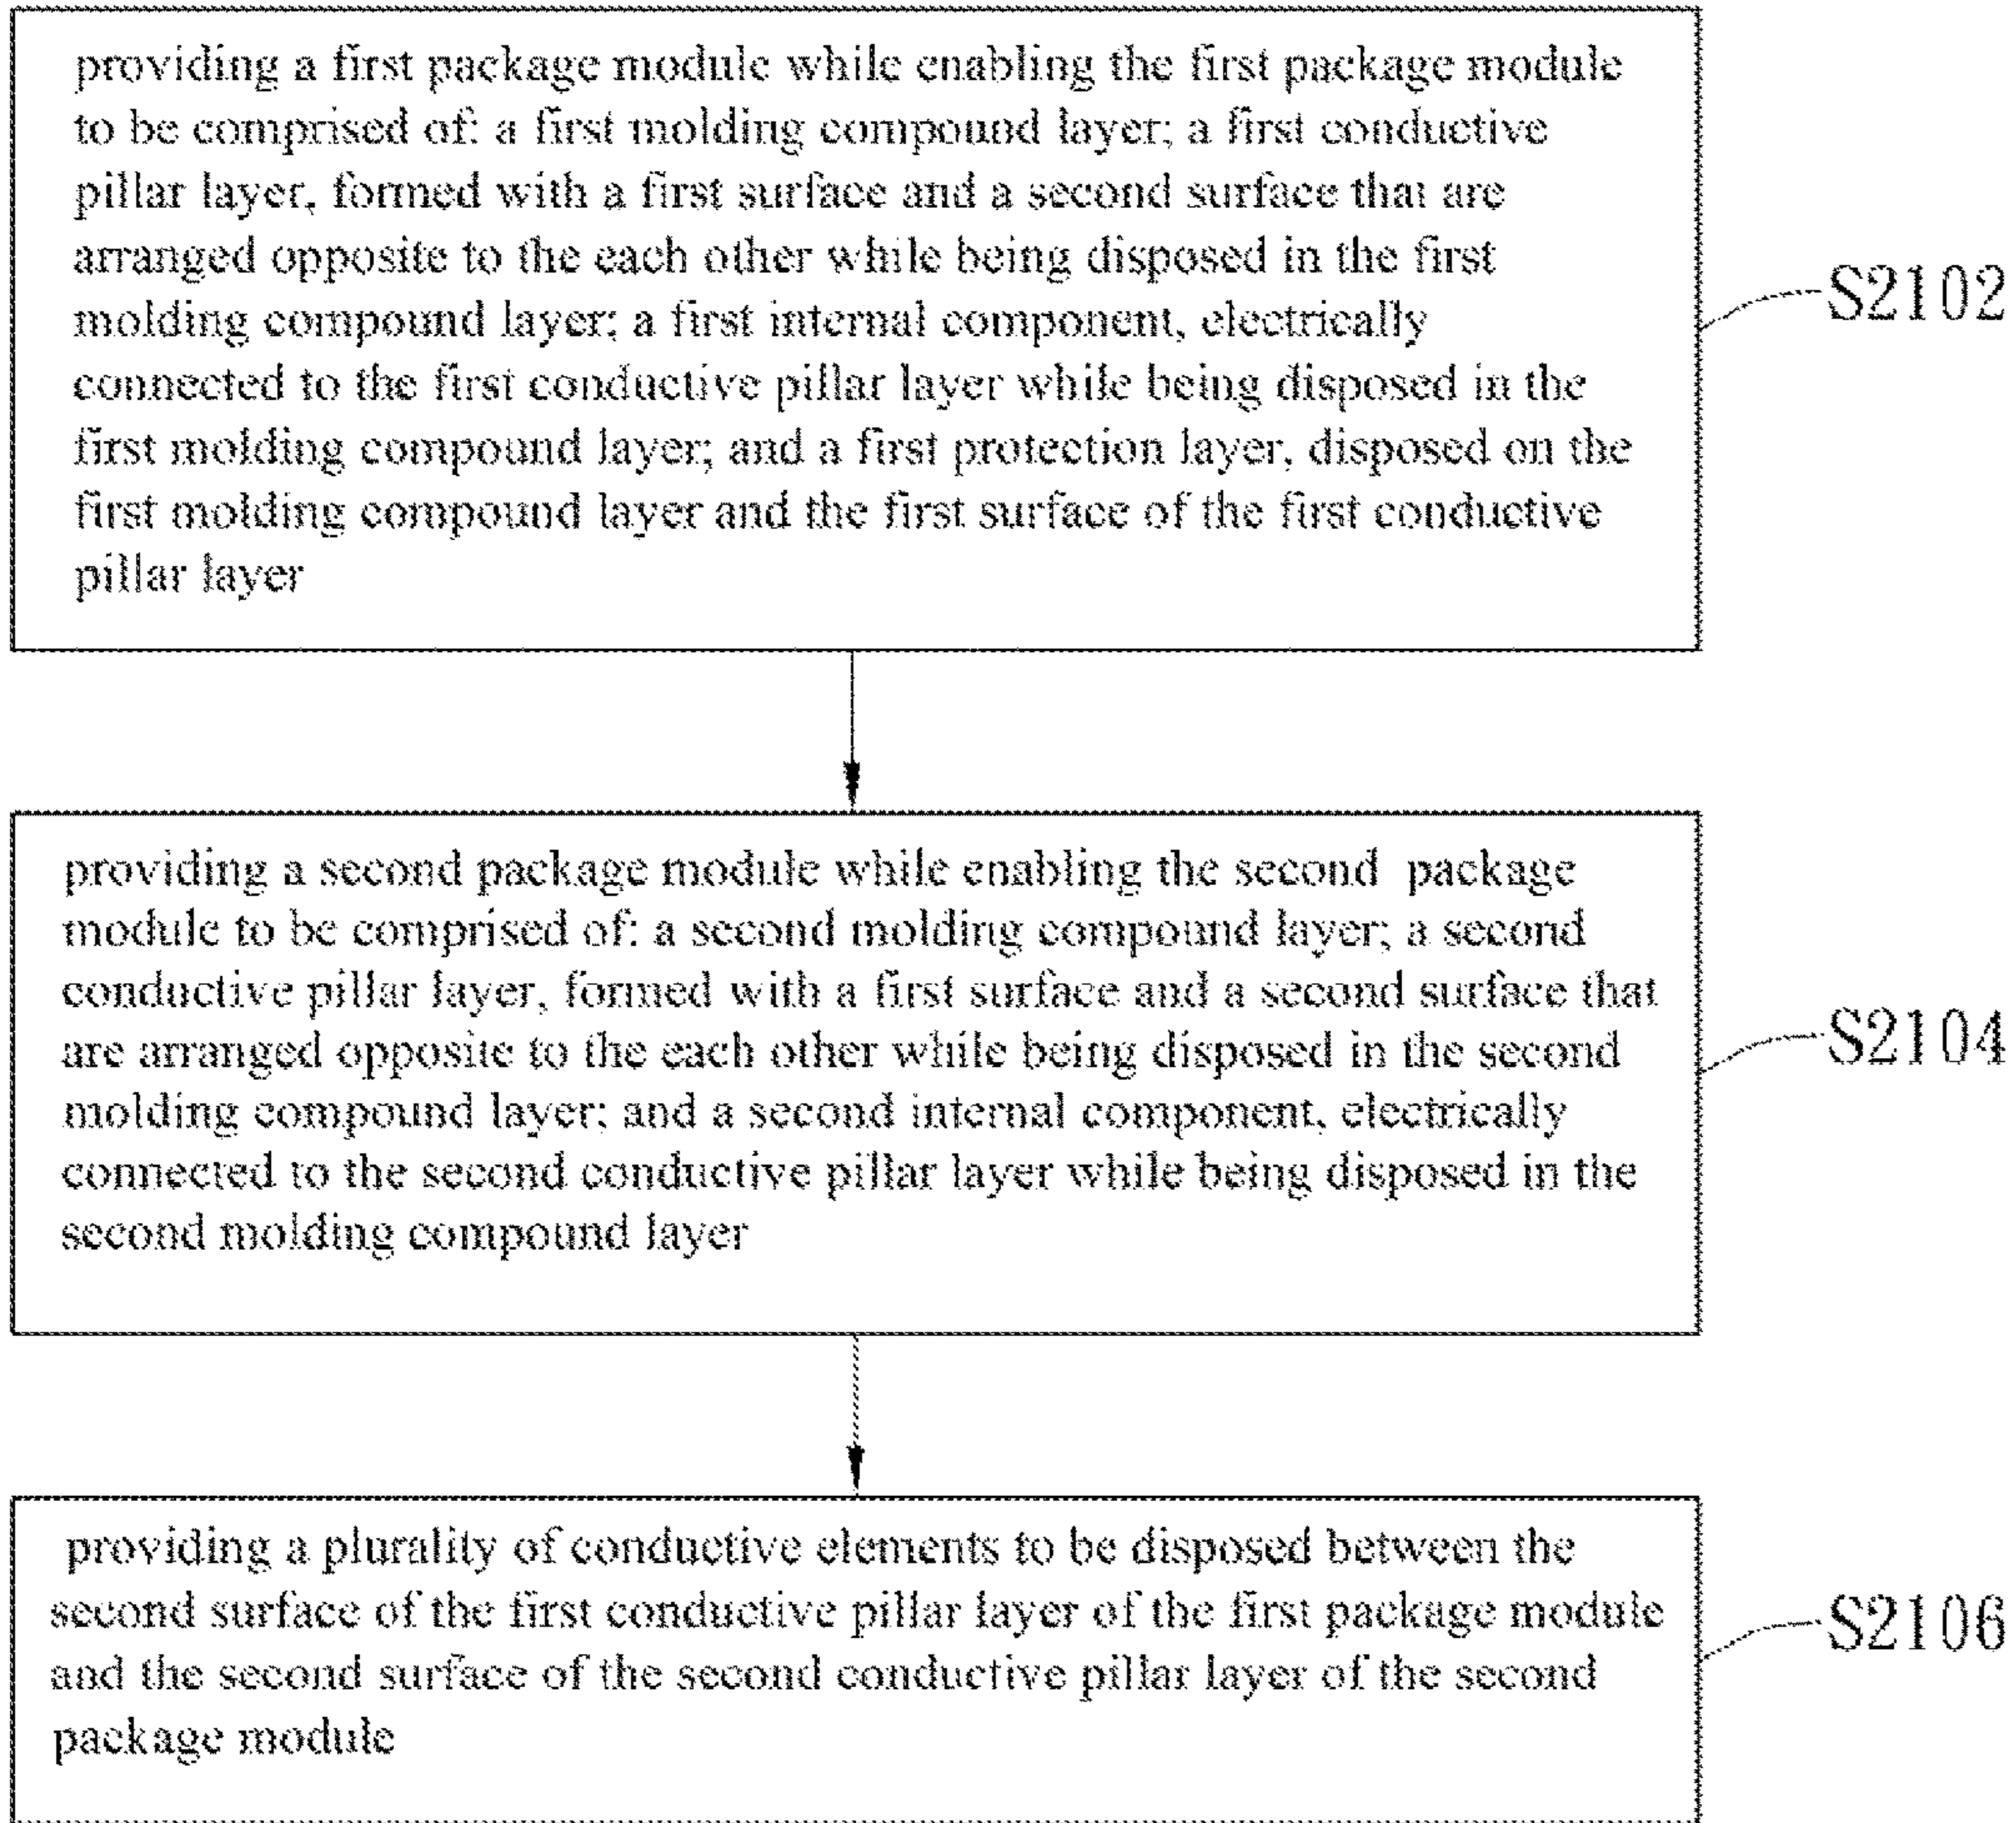 providing a first package module while enabling the first package module
to be comprised of: a first molding compound layer; a first conductive
pillar layer, formed with a first surface and a second surface that are
arranged opposite to the each other while being disposed in the first
molding compound layer; a first internal component, electrically
connected to the first conductive pillar layer while being disposed in the
first molding compound layer; and a first protection layer, disposed on the
first molding compound layer and the first surface of the first conductive
pillar layer
S2102
providing a second package module while enabling the second package
module to be comprised of: a second molding compound layer; a second
conductive pillar layer, formed with a first surface and a second surface that
are arranged opposite to the each other while being disposed in the second
molding compound layer; and a second internal component, electrically
connected to the second conductive pillar layer while being disposed in the
second molding compound layer
S2104
providing a plurality of conductive elements to be disposed between the
second surface of the first conductive pillar layer of the first package module
and the second surface of the second conductive pillar layer of the second
package module
S2106